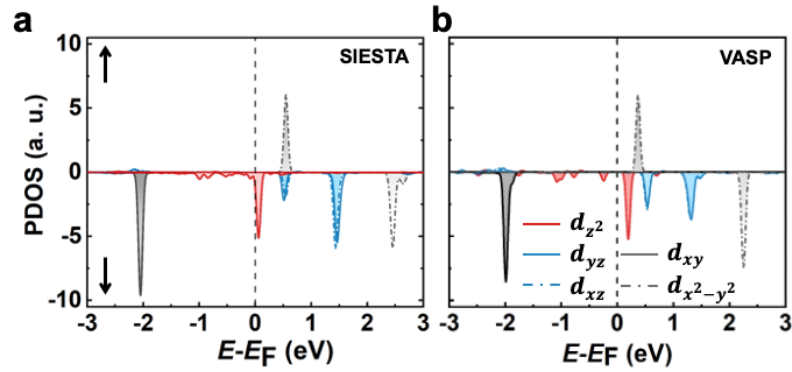 a
b
SIESTA
VASP
PDOS (a. u.)
10
5
0
-5
-10
-3 -2 -1 0 1 2 3
-3 -2 -1 0 1 2 3
E-EF (eV)
E-EF (eV)
dz2
dyz dxy
dxz dx2−y2